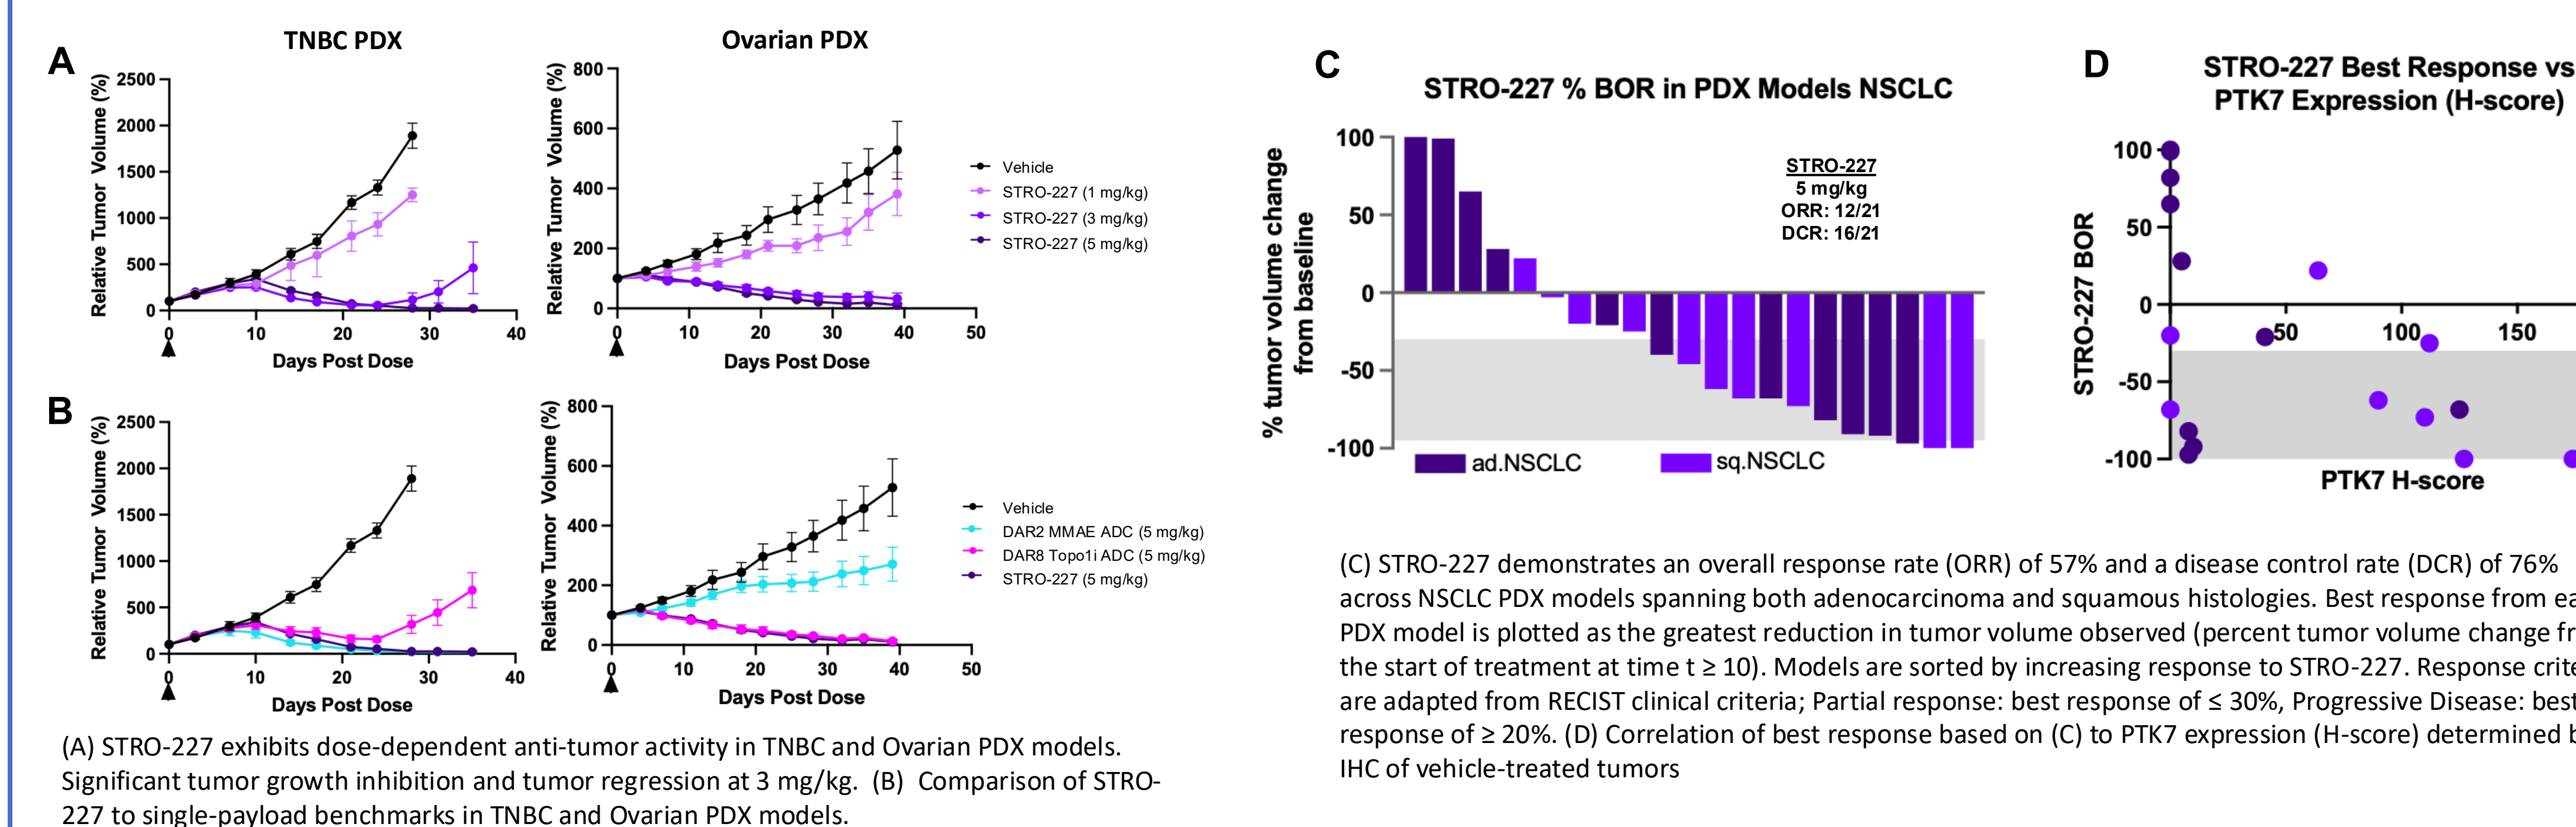 A
TNBC PDX
Relative Tumor Volume (%)
2500
2000
1500
1000
500
0
0 10 20 30 40
Days Post Dose
Ovarian PDX
Relative Tumor Volume (%)
800
600
400
200
0
0 10 20 30 40 50
Days Post Dose
Vehicle
STRO-227 (1 mg/kg)
STRO-227 (3 mg/kg)
STRO-227 (5 mg/kg)
B
Relative Tumor Volume (%)
2500
2000
1500
1000
500
0
0 10 20 30 40
Days Post Dose
Relative Tumor Volume (%)
800
600
400
200
0
0 10 20 30 40 50
Days Post Dose
Vehicle
DAR2 MMAE ADC (5 mg/kg)
DAR8 Topo1i ADC (5 mg/kg)
STRO-227 (5 mg/kg)
(A) STRO-227 exhibits dose-dependent anti-tumor activity in TNBC and Ovarian PDX models.
Significant tumor growth inhibition and tumor regression at 3 mg/kg. (B) Comparison of STRO-
227 to single-payload benchmarks in TNBC and Ovarian PDX models.
C
STRO-227 % BOR in PDX Models NSCLC
% tumor volume change
from baseline
100
50
0
-50
-100
STRO-227
5 mg/kg
ORR: 12/21
DCR: 16/21
ad.NSCLC
sq.NSCLC
D
STRO-227 Best Response vs
PTK7 Expression (H-score)
STRO-227 BOR
100
50
0
-50
-100
50 100 150
PTK7 H-score
(C) STRO-227 demonstrates an overall response rate (ORR) of 57% and a disease control rate (DCR) of 76%
across NSCLC PDX models spanning both adenocarcinoma and squamous histologies. Best response from
PDX model is plotted as the greatest reduction in tumor volume observed (percent tumor volume change
the start of treatment at time t ≥ 10). Models are sorted by increasing response to STRO-227. Response
are adapted from RECIST clinical criteria; Partial response: best response of ≤ 30%, Progressive Disease: best
response of ≥ 20%. (D) Correlation of best response based on (C) to PTK7 expression (H-score) determined
IHC of vehicle-treated tumors